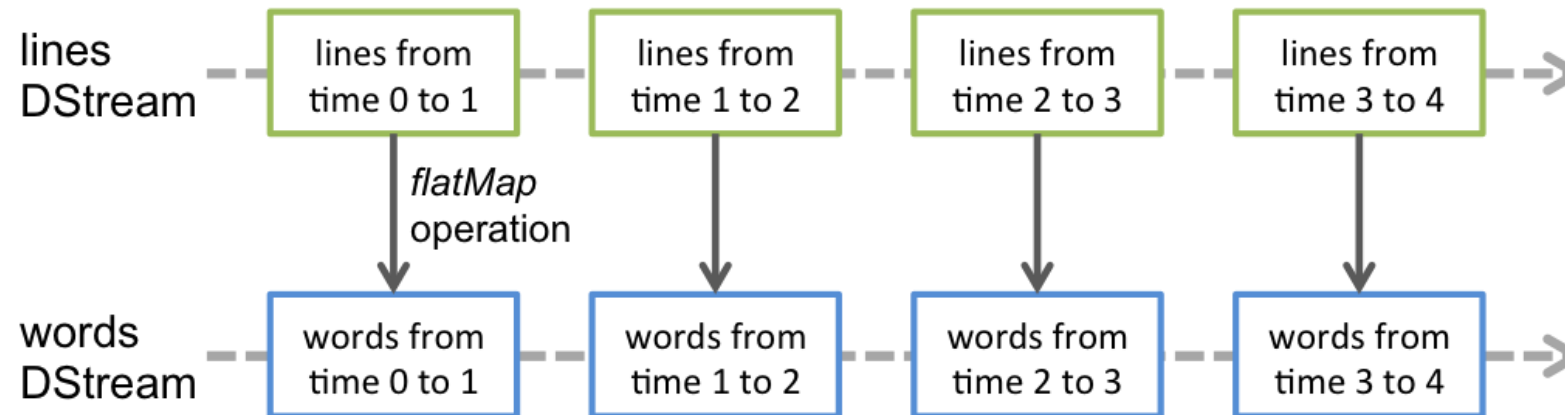 lines
DStream
lines from
time 0 to 1
lines from
time 1 to 2
lines from
time 2 to 3
lines from
time 3 to 4
flatMap
operation
words
DStream
words from
time 0 to 1
words from
time 1 to 2
words from
time 2 to 3
words from
time 3 to 4